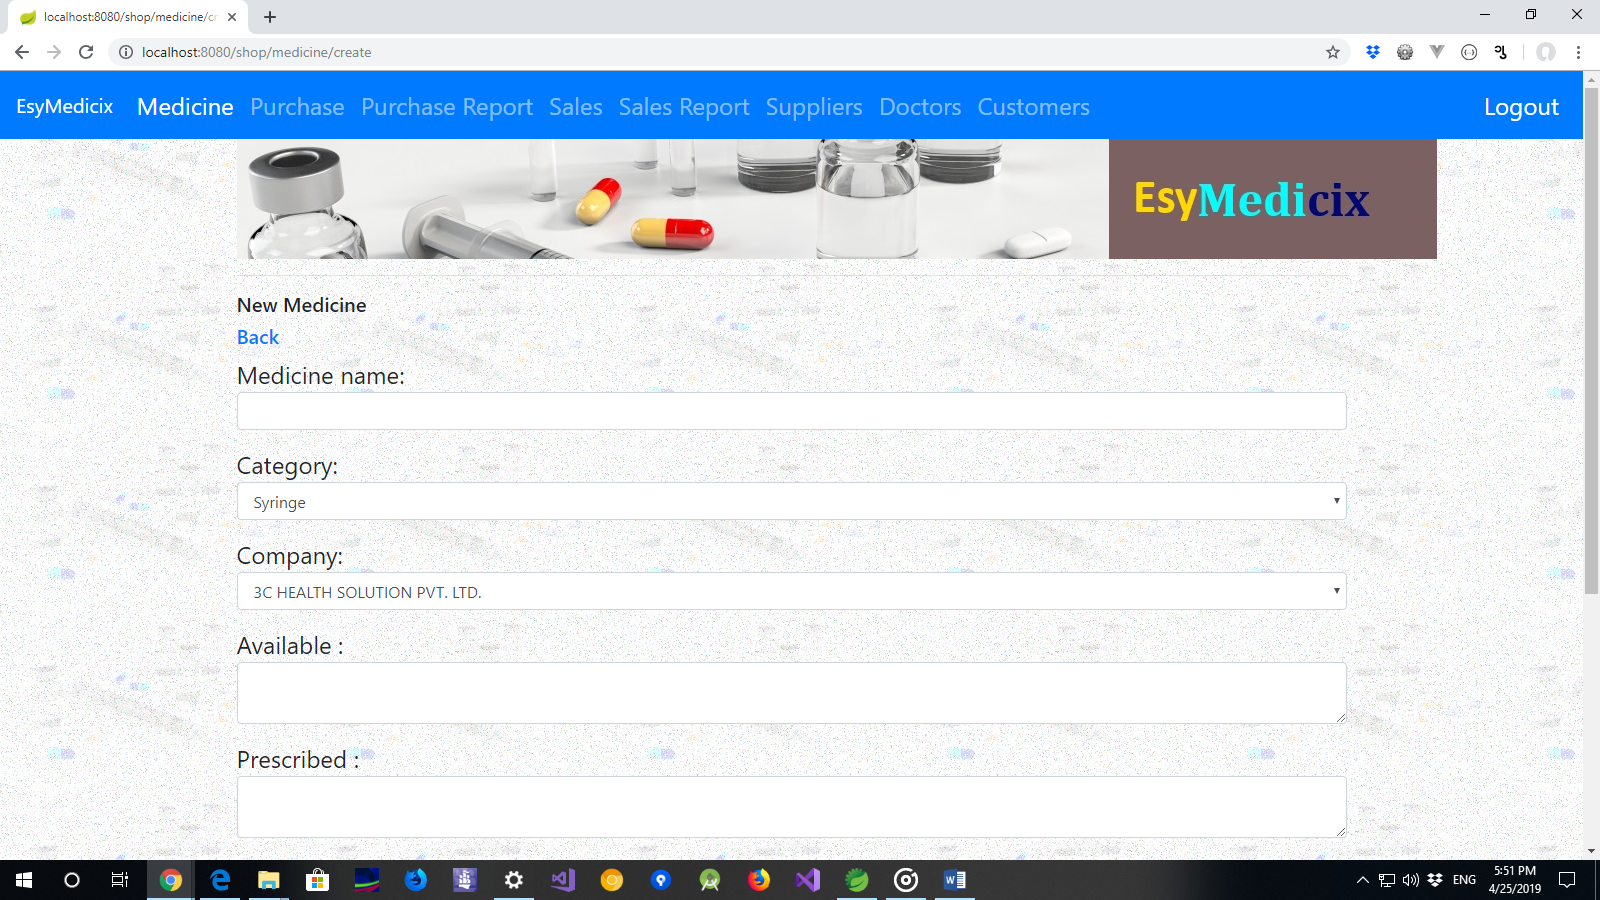 localhost:8080/shop/medicine/cr
localhost:8080/shop/medicine/create
EsyMedicix Medicine Purchase Purchase Report Sales Sales Report Suppliers Doctors Customers Logout
EsyMedicix
New Medicine
Back
Medicine name:
Category:
Syringe
Company:
3C HEALTH SOLUTION PVT. LTD.
Available :
Prescribed :
ENG
5:51 PM
4/25/2019